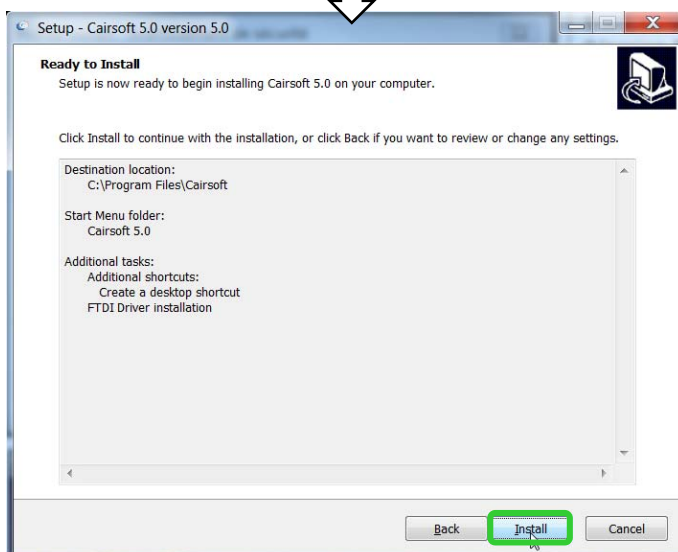 Setup - Cairsoft 5.0 version 5.0
Ready to Install
Setup is now ready to begin installing Cairsoft 5.0 on your computer.
Click Install to continue with the installation, or click Back if you want to review or change any settings.
Destination location:
C:\Program Files\Cairsoft
Start Menu folder:
Cairsoft 5.0
Additional tasks:
Additional shortcuts:
Create a desktop shortcut
FTDI Driver installation
Back
Install
Cancel